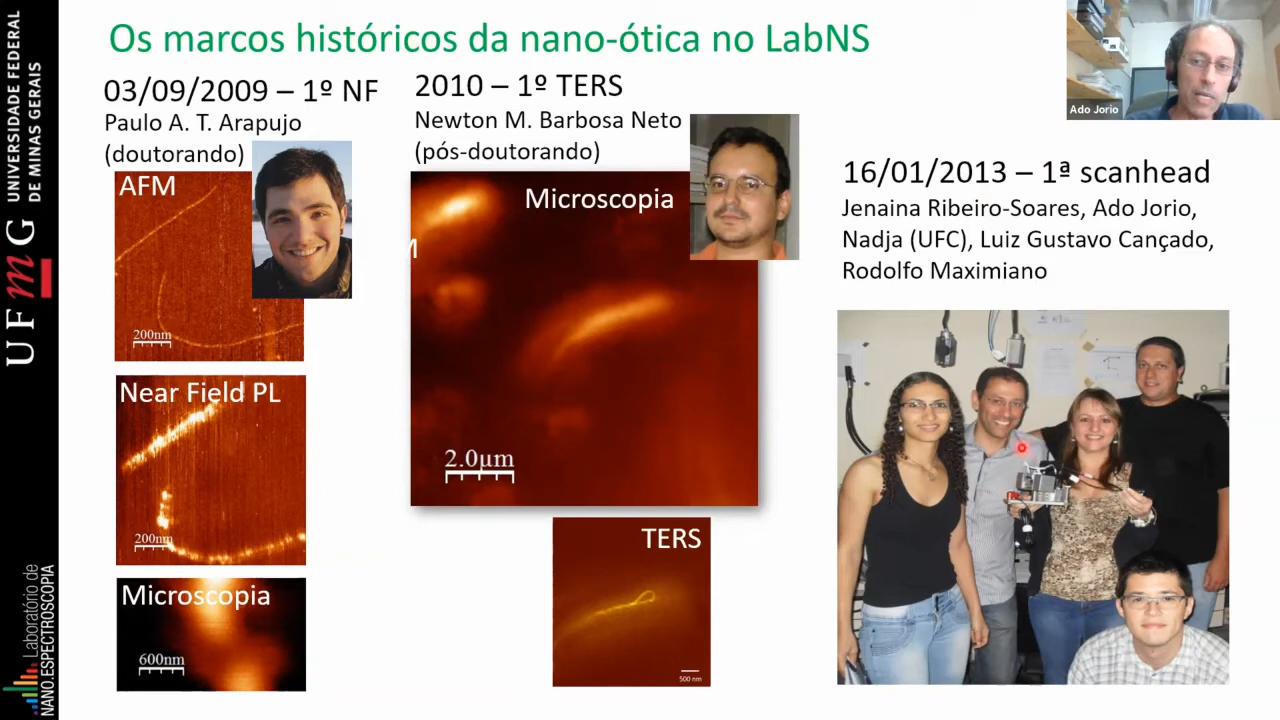 Os marcos históricos da nano-ótica no LabNS
03/09/2009 – 1º NF
Paulo A. T. Arapujo
(doutorando)
AFM
200nm
Near Field PL
200nm
Microscopia
600nm
2010 – 1º TERS
Newton M. Barbosa Neto
(pós-doutorando)
Microscopia
M
2.0µm
TERS
500 nm
16/01/2013 – 1ª scanhead
Jenaina Ribeiro-Soares, Ado Jorio,
Nadja (UFC), Luiz Gustavo Cançado,
Rodolfo Maximiano
Ado Jorio
UFmG
UNIVERSIDADE FEDERAL
DE MINAS GERAIS
Laboratório de
NANO.ESPECTROSCOPIA